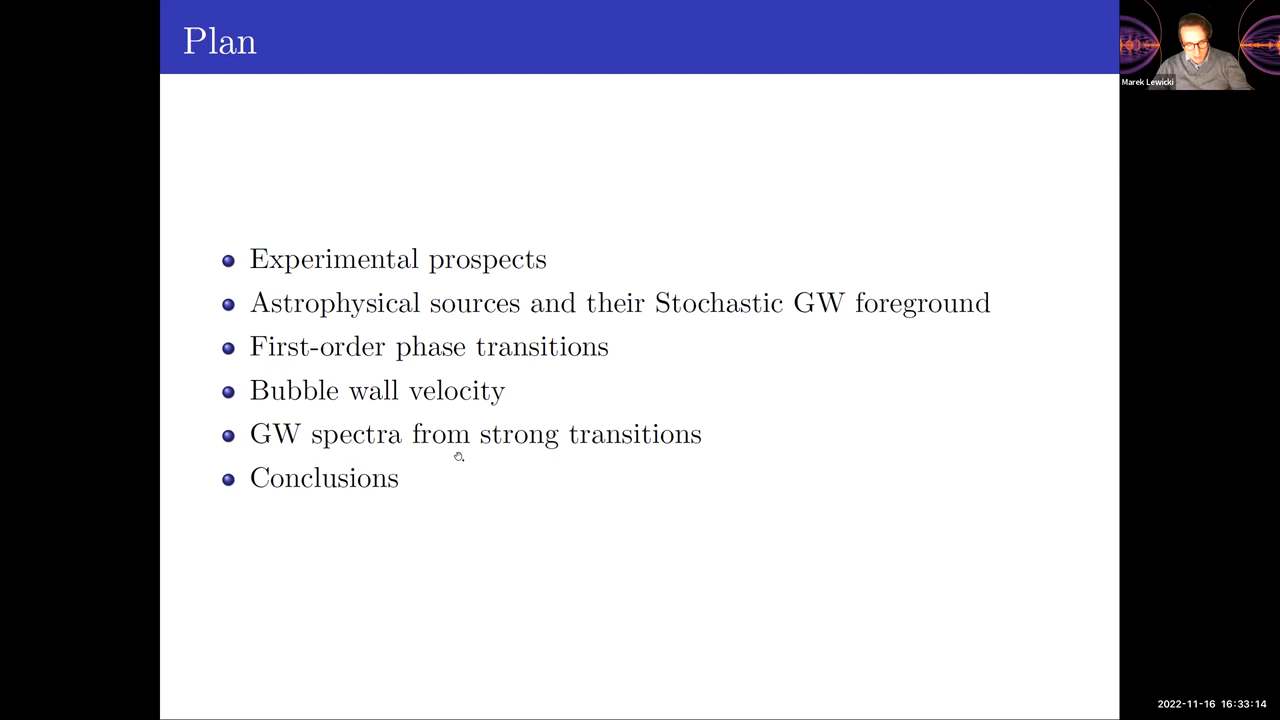 Plan
Experimental prospects
Astrophysical sources and their Stochastic GW foreground
First-order phase transitions
Bubble wall velocity
GW spectra from strong transitions
Conclusions
Marek Lewicki
2022-11-16 16:33:14